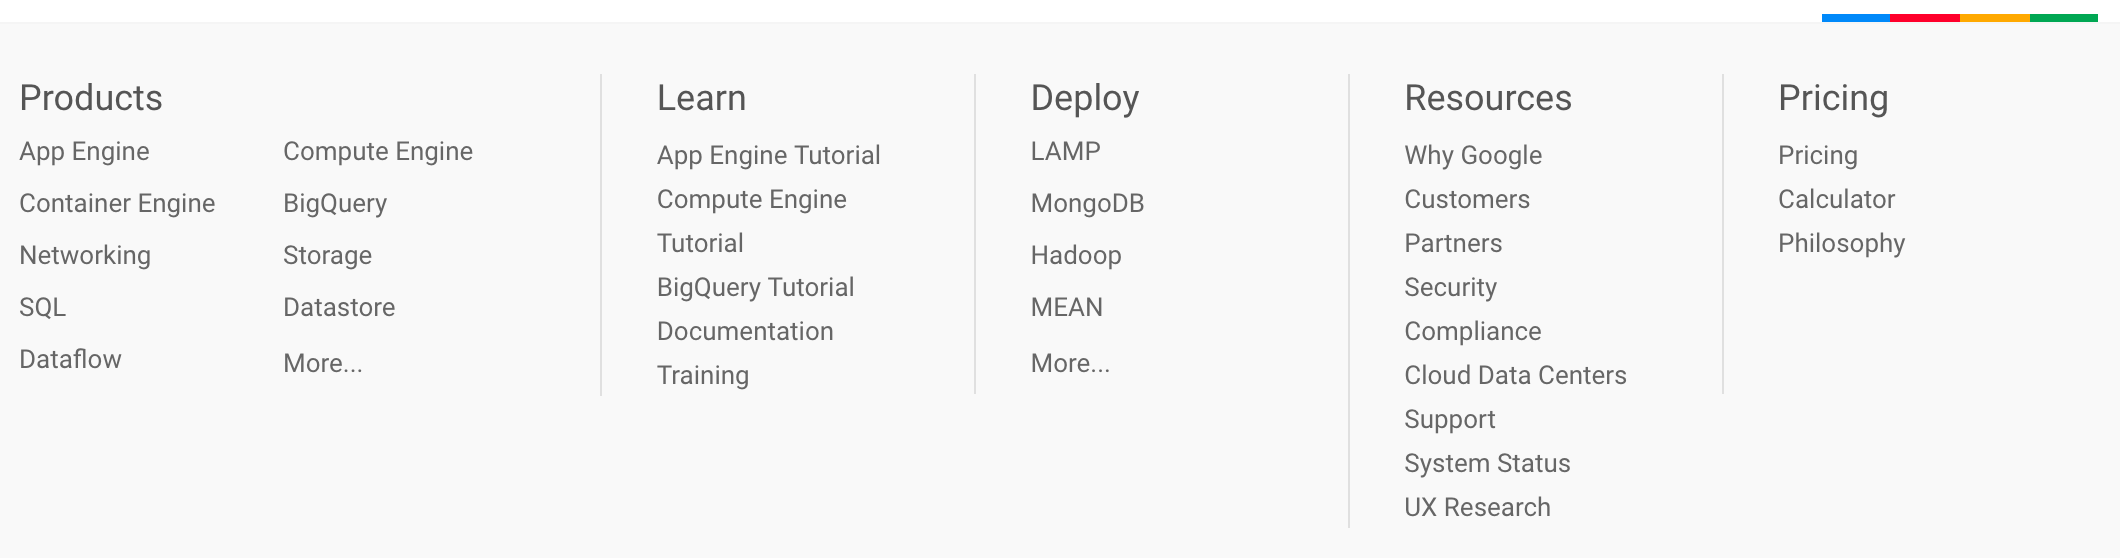 Products
App Engine
Container Engine
Networking
SQL
Dataflow
Compute Engine
BigQuery
Storage
Datastore
More...
Learn
App Engine Tutorial
Compute Engine
Tutorial
BigQuery Tutorial
Documentation
Training
Deploy
LAMP
MongoDB
Hadoop
MEAN
More...
Resources
Why Google
Customers
Partners
Security
Compliance
Cloud Data Centers
Support
System Status
UX Research
Pricing
Pricing
Calculator
Philosophy